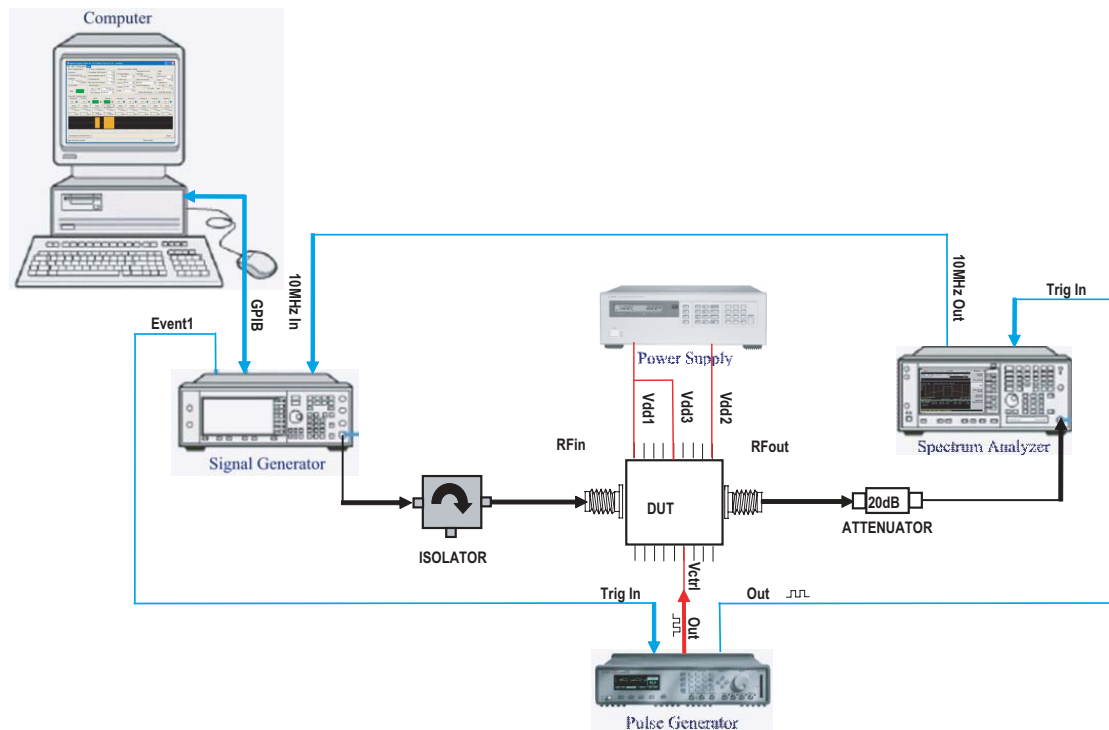 Computer
10MHz In
GPIB
Event1
10MHz Out
Trig In
Power Supply
Vdd1
Vdd3
Vdd2
Signal Generator
Spectrum Analyzer
RFin
RFout
DUT
20dB
ATTENUATOR
ISOLATOR
Vctrl
Trig In
Out
Out
Pulse Generator